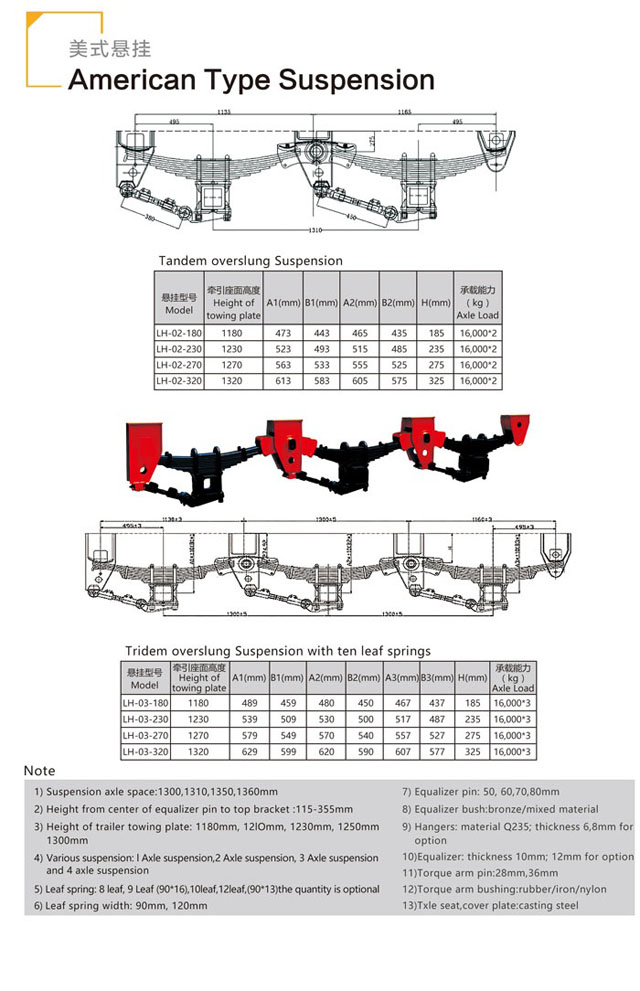 美式悬挂
American Type Suspension
1135
1165
495
495
275
380
450
1310
Tandem overslung Suspension
悬挂型号 Model 牵引座面高度 Height of towing plate A1(mm) B1(mm) A2(mm) B2(mm) H(mm) 承载能力 (kg) Axle Load
LH-02-180 1180 473 443 465 435 185 16,000*2
LH-02-230 1230 523 493 515 485 235 16,000*2
LH-02-270 1270 563 533 555 525 275 16,000*2
LH-02-320 1320 613 583 605 575 325 16,000*2
1130±3
1300±5
1160±3
495±3
495±3
H
1300±5
1300±5
Tridem overslung Suspension with ten leaf springs
悬挂型号 Model 牵引座面高度 Height of towing plate A1(mm) B1(mm) A2(mm) B2(mm) A3(mm) B3(mm) H(mm) 承载能力 (kg) Axle Load
LH-03-180 1180 489 459 480 450 467 437 185 16,000*3
LH-03-230 1230 539 509 530 500 517 487 235 16,000*3
LH-03-270 1270 579 549 570 540 557 527 275 16,000*3
LH-03-320 1320 629 599 620 590 607 577 325 16,000*3
Note
1) Suspension axle space:1300,1310,1350,1360mm
2) Height from center of equalizer pin to top bracket :115-355mm
3) Height of trailer towing plate: 1180mm, 12lOmm, 1230mm, 1250mm
1300mm
4) Various suspension: l Axle suspension,2 Axle suspension, 3 Axle suspension
and 4 axle suspension
5) Leaf spring: 8 leaf, 9 Leaf (90*16),10leaf,12leaf,(90*13)the quantity is optional
6) Leaf spring width: 90mm, 120mm
7) Equalizer pin: 50, 60,70,80mm
8) Equalizer bush:bronze/mixed material
9) Hangers: material Q235; thickness 6,8mm for
option
10)Equalizer: thickness 10mm; 12mm for option
11)Torque arm pin:28mm,36mm
12)Torque arm bushing:rubber/iron/nylon
13)Txle seat,cover plate:casting steel